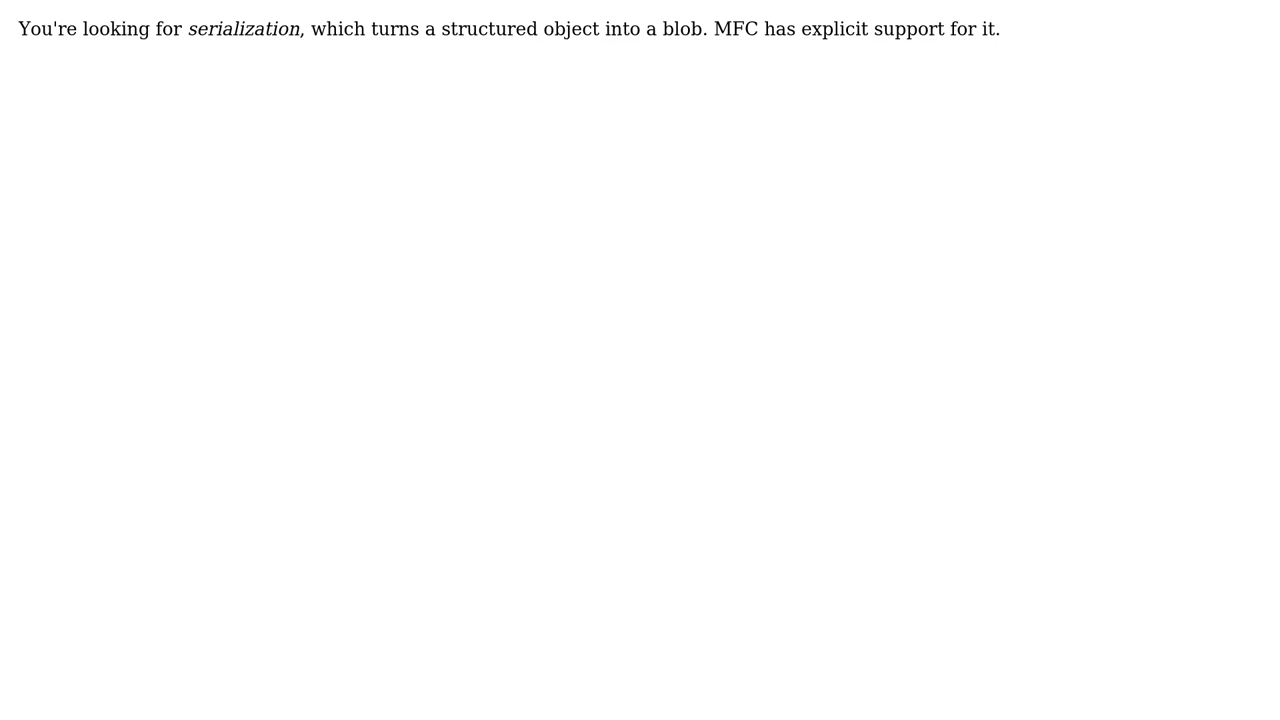 You're looking for serialization, which turns a structured object into a blob. MFC has explicit support for it.